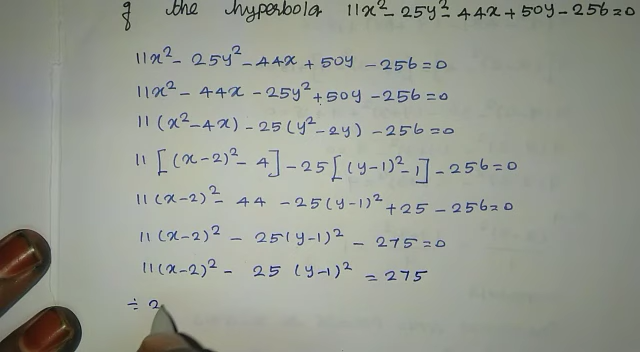 of the hyperbola 11x² - 25y² - 44x + 50y - 256 = 0
11x² - 25y² - 44x + 50y - 256 = 0
11x² - 44x - 25y² + 50y - 256 = 0
11(x² - 4x) - 25(y² - 2y) - 256 = 0
11[(x-2)² - 4] - 25[(y-1)² - 1] - 256 = 0
11(x-2)² - 44 - 25(y-1)² + 25 - 256 = 0
11(x-2)² - 25(y-1)² - 275 = 0
11(x-2)² - 25(y-1)² = 275
÷ 2